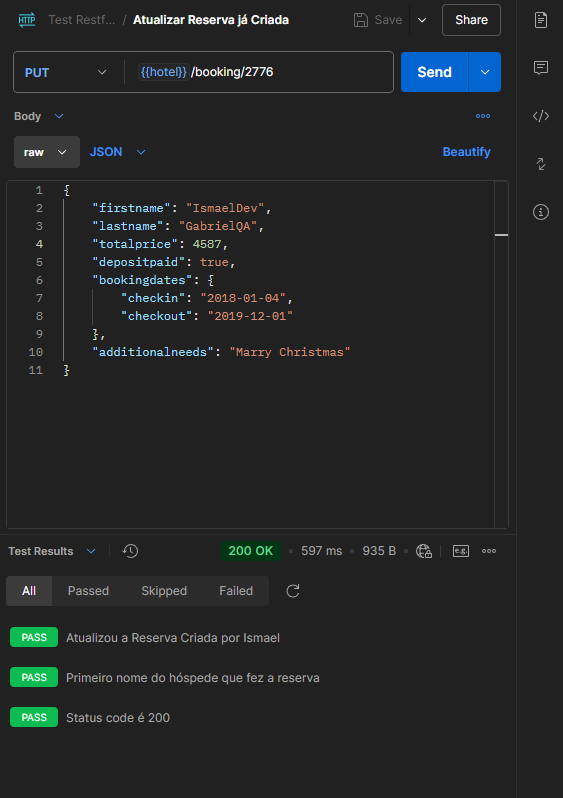 HTTP Test Restf... / Atualizar Reserva já Criada Save Share
PUT {{hotel}} /booking/2776 Send
Body
raw JSON Beautify
1 {
2 "firstname": "IsmaelDev",
3 "lastname": "GabrielQA",
4 "totalprice": 4587,
5 "depositpaid": true,
6 "bookingdates": {
7 "checkin": "2018-01-04",
8 "checkout": "2019-12-01"
9 },
10 "additionalneeds": "Marry Christmas"
11 }
Test Results 200 OK • 597 ms • 935 B • e.g.
All Passed Skipped Failed
PASS Atualizou a Reserva Criada por Ismael
PASS Primeiro nome do hóspede que fez a reserva
PASS Status code é 200